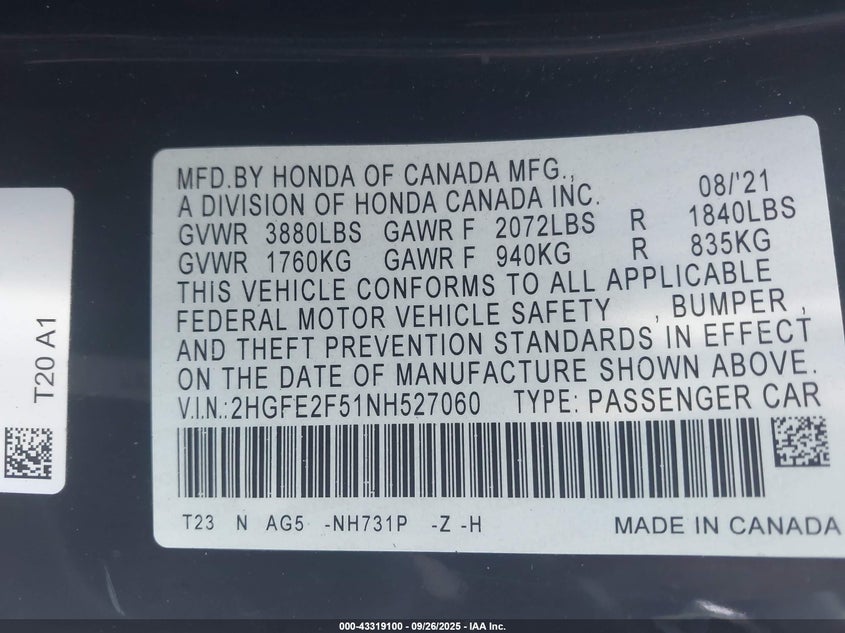 MFD.BY HONDA OF CANADA MFG., 08/'21
A DIVISION OF HONDA CANADA INC.
GVWR 3880LBS GAWR F 2072LBS R 1840LBS
GVWR 1760KG GAWR F 940KG R 835KG
THIS VEHICLE CONFORMS TO ALL APPLICABLE
FEDERAL MOTOR VEHICLE SAFETY , BUMPER ,
AND THEFT PREVENTION STANDARDS IN EFFECT
ON THE DATE OF MANUFACTURE SHOWN ABOVE.
V.I.N.:2HGFE2F51NH527060 TYPE: PASSENGER CAR
T23 N AG5 -NH731P -Z -H MADE IN CANADA
T20 A1
000-43319100 - 09/26/2025 - IAA Inc.